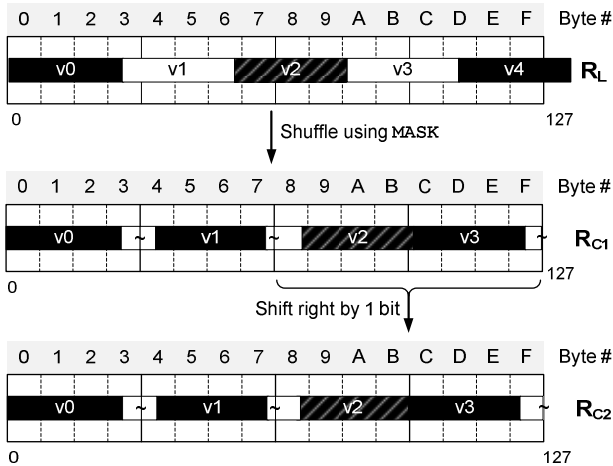 0 1 2 3 4 5 6 7 8 9 A B C D E F Byte #
v0 v1 v2 v3 v4 RL
0 127
Shuffle using MASK
0 1 2 3 4 5 6 7 8 9 A B C D E F Byte #
v0 ~ v1 ~ v2 v3 ~ RC1
0 127
Shift right by 1 bit
0 1 2 3 4 5 6 7 8 9 A B C D E F Byte #
v0 ~ v1 ~ v2 v3 ~ RC2
0 127